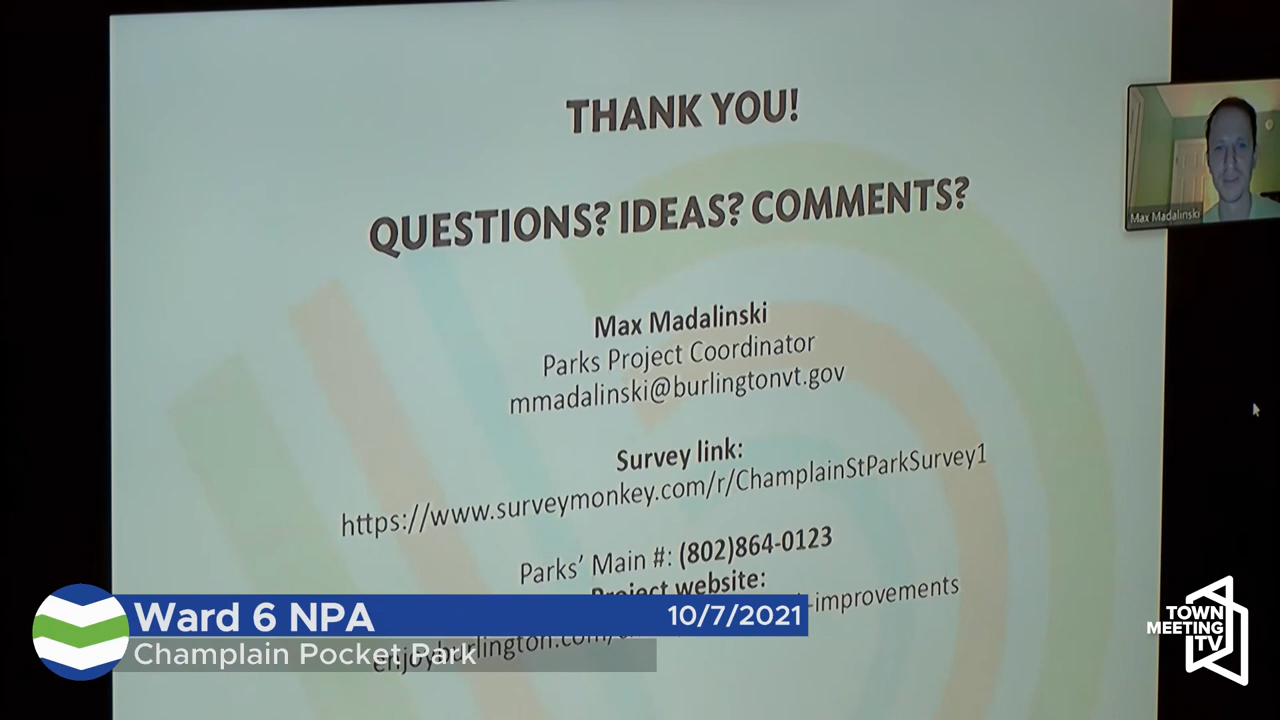 THANK YOU!
QUESTIONS? IDEAS? COMMENTS?
Max Madalinski
Parks Project Coordinator
mmadalinski@burlingtonvt.gov
Survey link:
https://www.surveymonkey.com/r/ChamplainStParkSurvey1
Parks' Main #: (802)864-0123
Project website:
enjoyburlington.com/ -improvements
Max Madalinski
Ward 6 NPA 10/7/2021
Champlain Pocket Park
TOWN
MEETING
TV